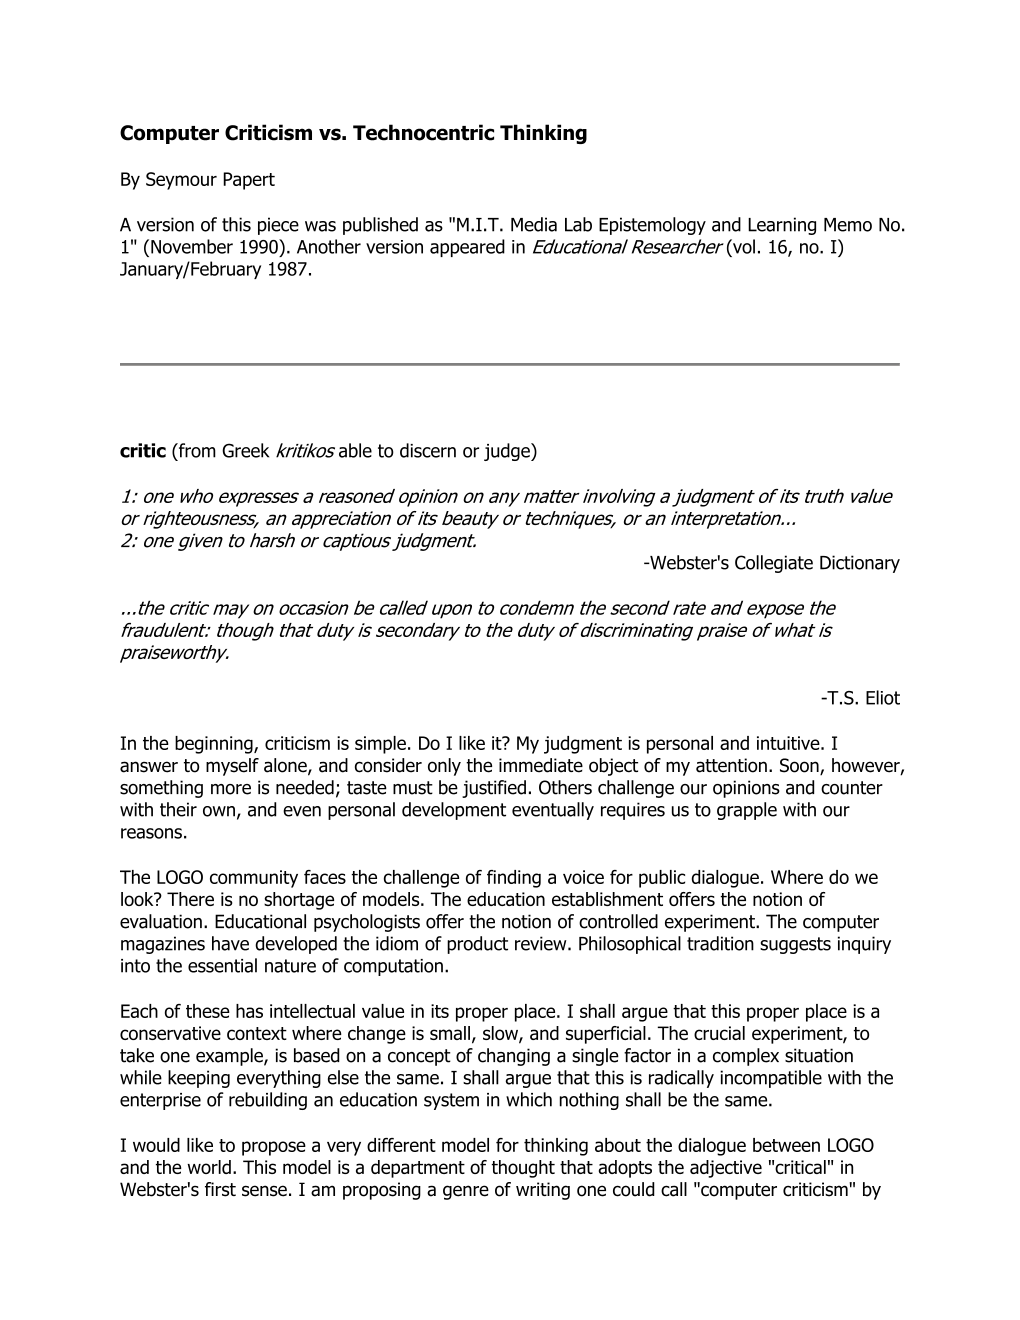 Computer Criticism vs. Technocentric Thinking
By Seymour Papert
A version of this piece was published as "M.I.T. Media Lab Epistemology and Learning Memo No.
1" (November 1990). Another version appeared in Educational Researcher (vol. 16, no. I)
January/February 1987.
critic (from Greek kritikos able to discern or judge)
1: one who expresses a reasoned opinion on any matter involving a judgment of its truth value
or righteousness, an appreciation of its beauty or techniques, or an interpretation...
2: one given to harsh or captious judgment.
-Webster's Collegiate Dictionary
...the critic may on occasion be called upon to condemn the second rate and expose the
fraudulent: though that duty is secondary to the duty of discriminating praise of what is
praiseworthy.
-T.S. Eliot
In the beginning, criticism is simple. Do I like it? My judgment is personal and intuitive. I
answer to myself alone, and consider only the immediate object of my attention. Soon, however,
something more is needed; taste must be justified. Others challenge our opinions and counter
with their own, and even personal development eventually requires us to grapple with our
reasons.
The LOGO community faces the challenge of finding a voice for public dialogue. Where do we
look? There is no shortage of models. The education establishment offers the notion of
evaluation. Educational psychologists offer the notion of controlled experiment. The computer
magazines have developed the idiom of product review. Philosophical tradition suggests inquiry
into the essential nature of computation.
Each of these has intellectual value in its proper place. I shall argue that this proper place is a
conservative context where change is small, slow, and superficial. The crucial experiment, to
take one example, is based on a concept of changing a single factor in a complex situation
while keeping everything else the same. I shall argue that this is radically incompatible with the
enterprise of rebuilding an education system in which nothing shall be the same.
I would like to propose a very different model for thinking about the dialogue between LOGO
and the world. This model is a department of thought that adopts the adjective "critical" in
Webster's first sense. I am proposing a genre of writing one could call "computer criticism" by